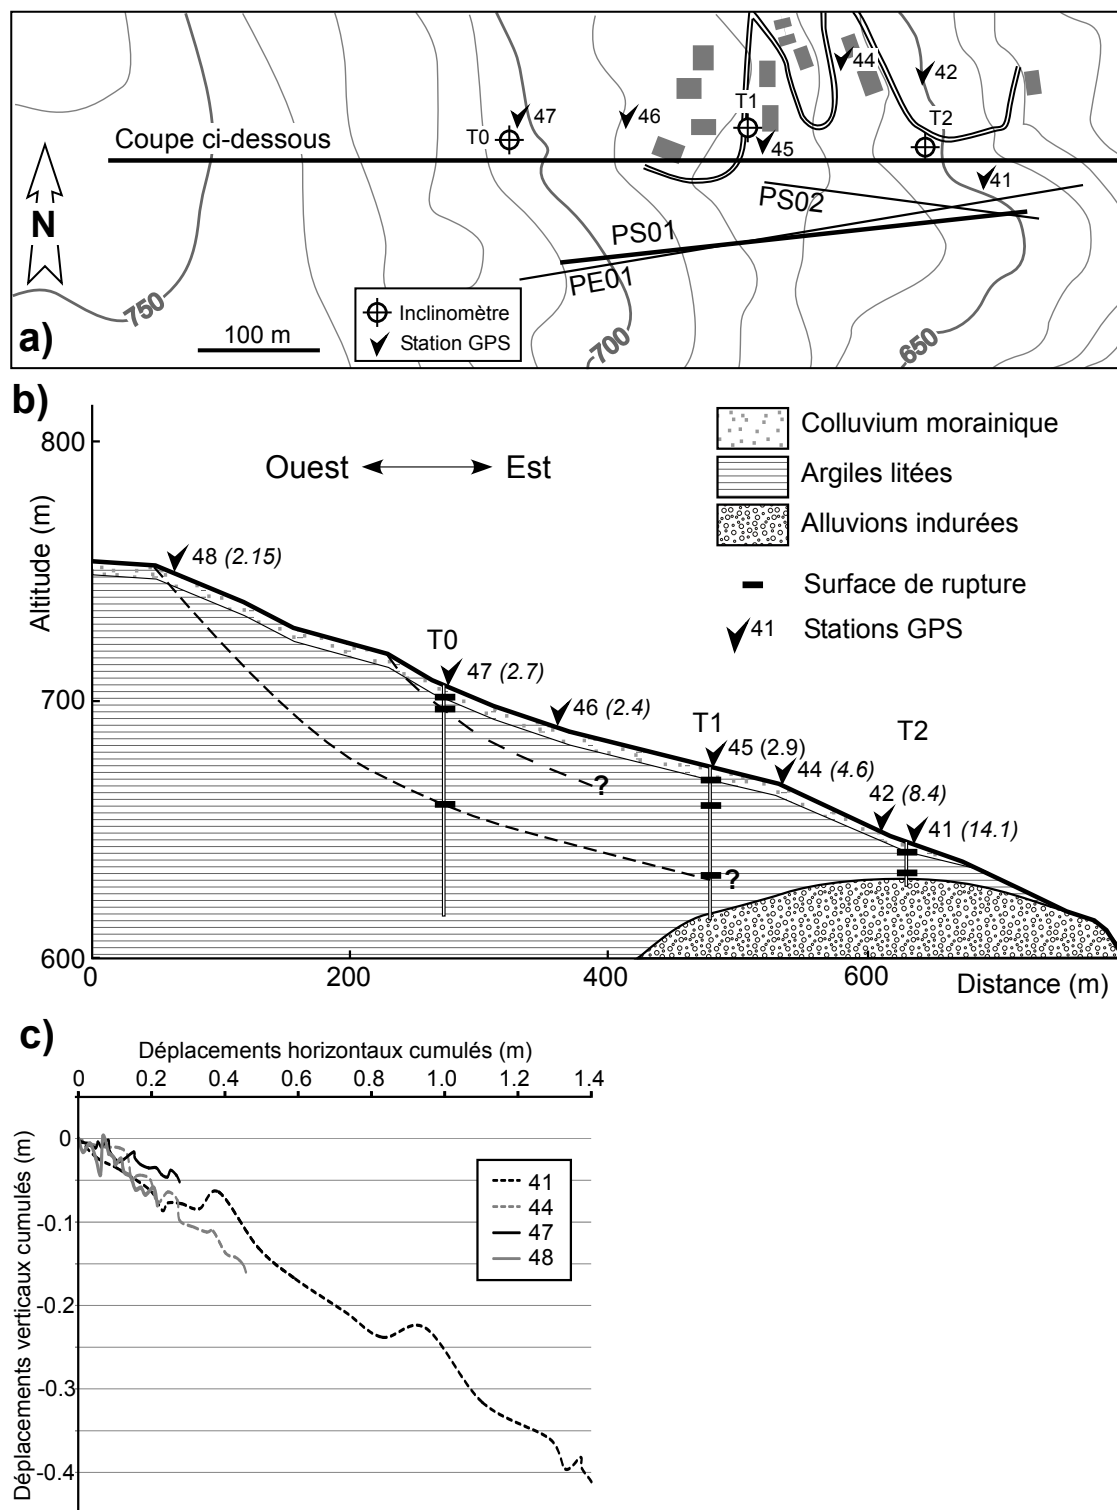 44
42
T1
47
46
T0
T2
Coupe ci-dessous
45
41
PS02
N
PS01
PE01
750
Inclinomètre
700
650
100 m
Station GPS
a)
b)
800
Colluvium morainique
Ouest
Est
Argiles litées
Alluvions indurées
Altitude (m)
48 (2.15)
Surface de rupture
41
Stations GPS
T0
47 (2.7)
700
46 (2.4)
T1
T2
45 (2.9)
44 (4.6)
?
42 (8.4)
41 (14.1)
?
600
0
200
400
600
Distance (m)
c)
Déplacements horizontaux cumulés (m)
0 0.2 0.4 0.6 0.8 1.0 1.2 1.4
Déplacements verticaux cumulés (m)
0
-0.1
-0.2
-0.3
-0.4
41
44
47
48